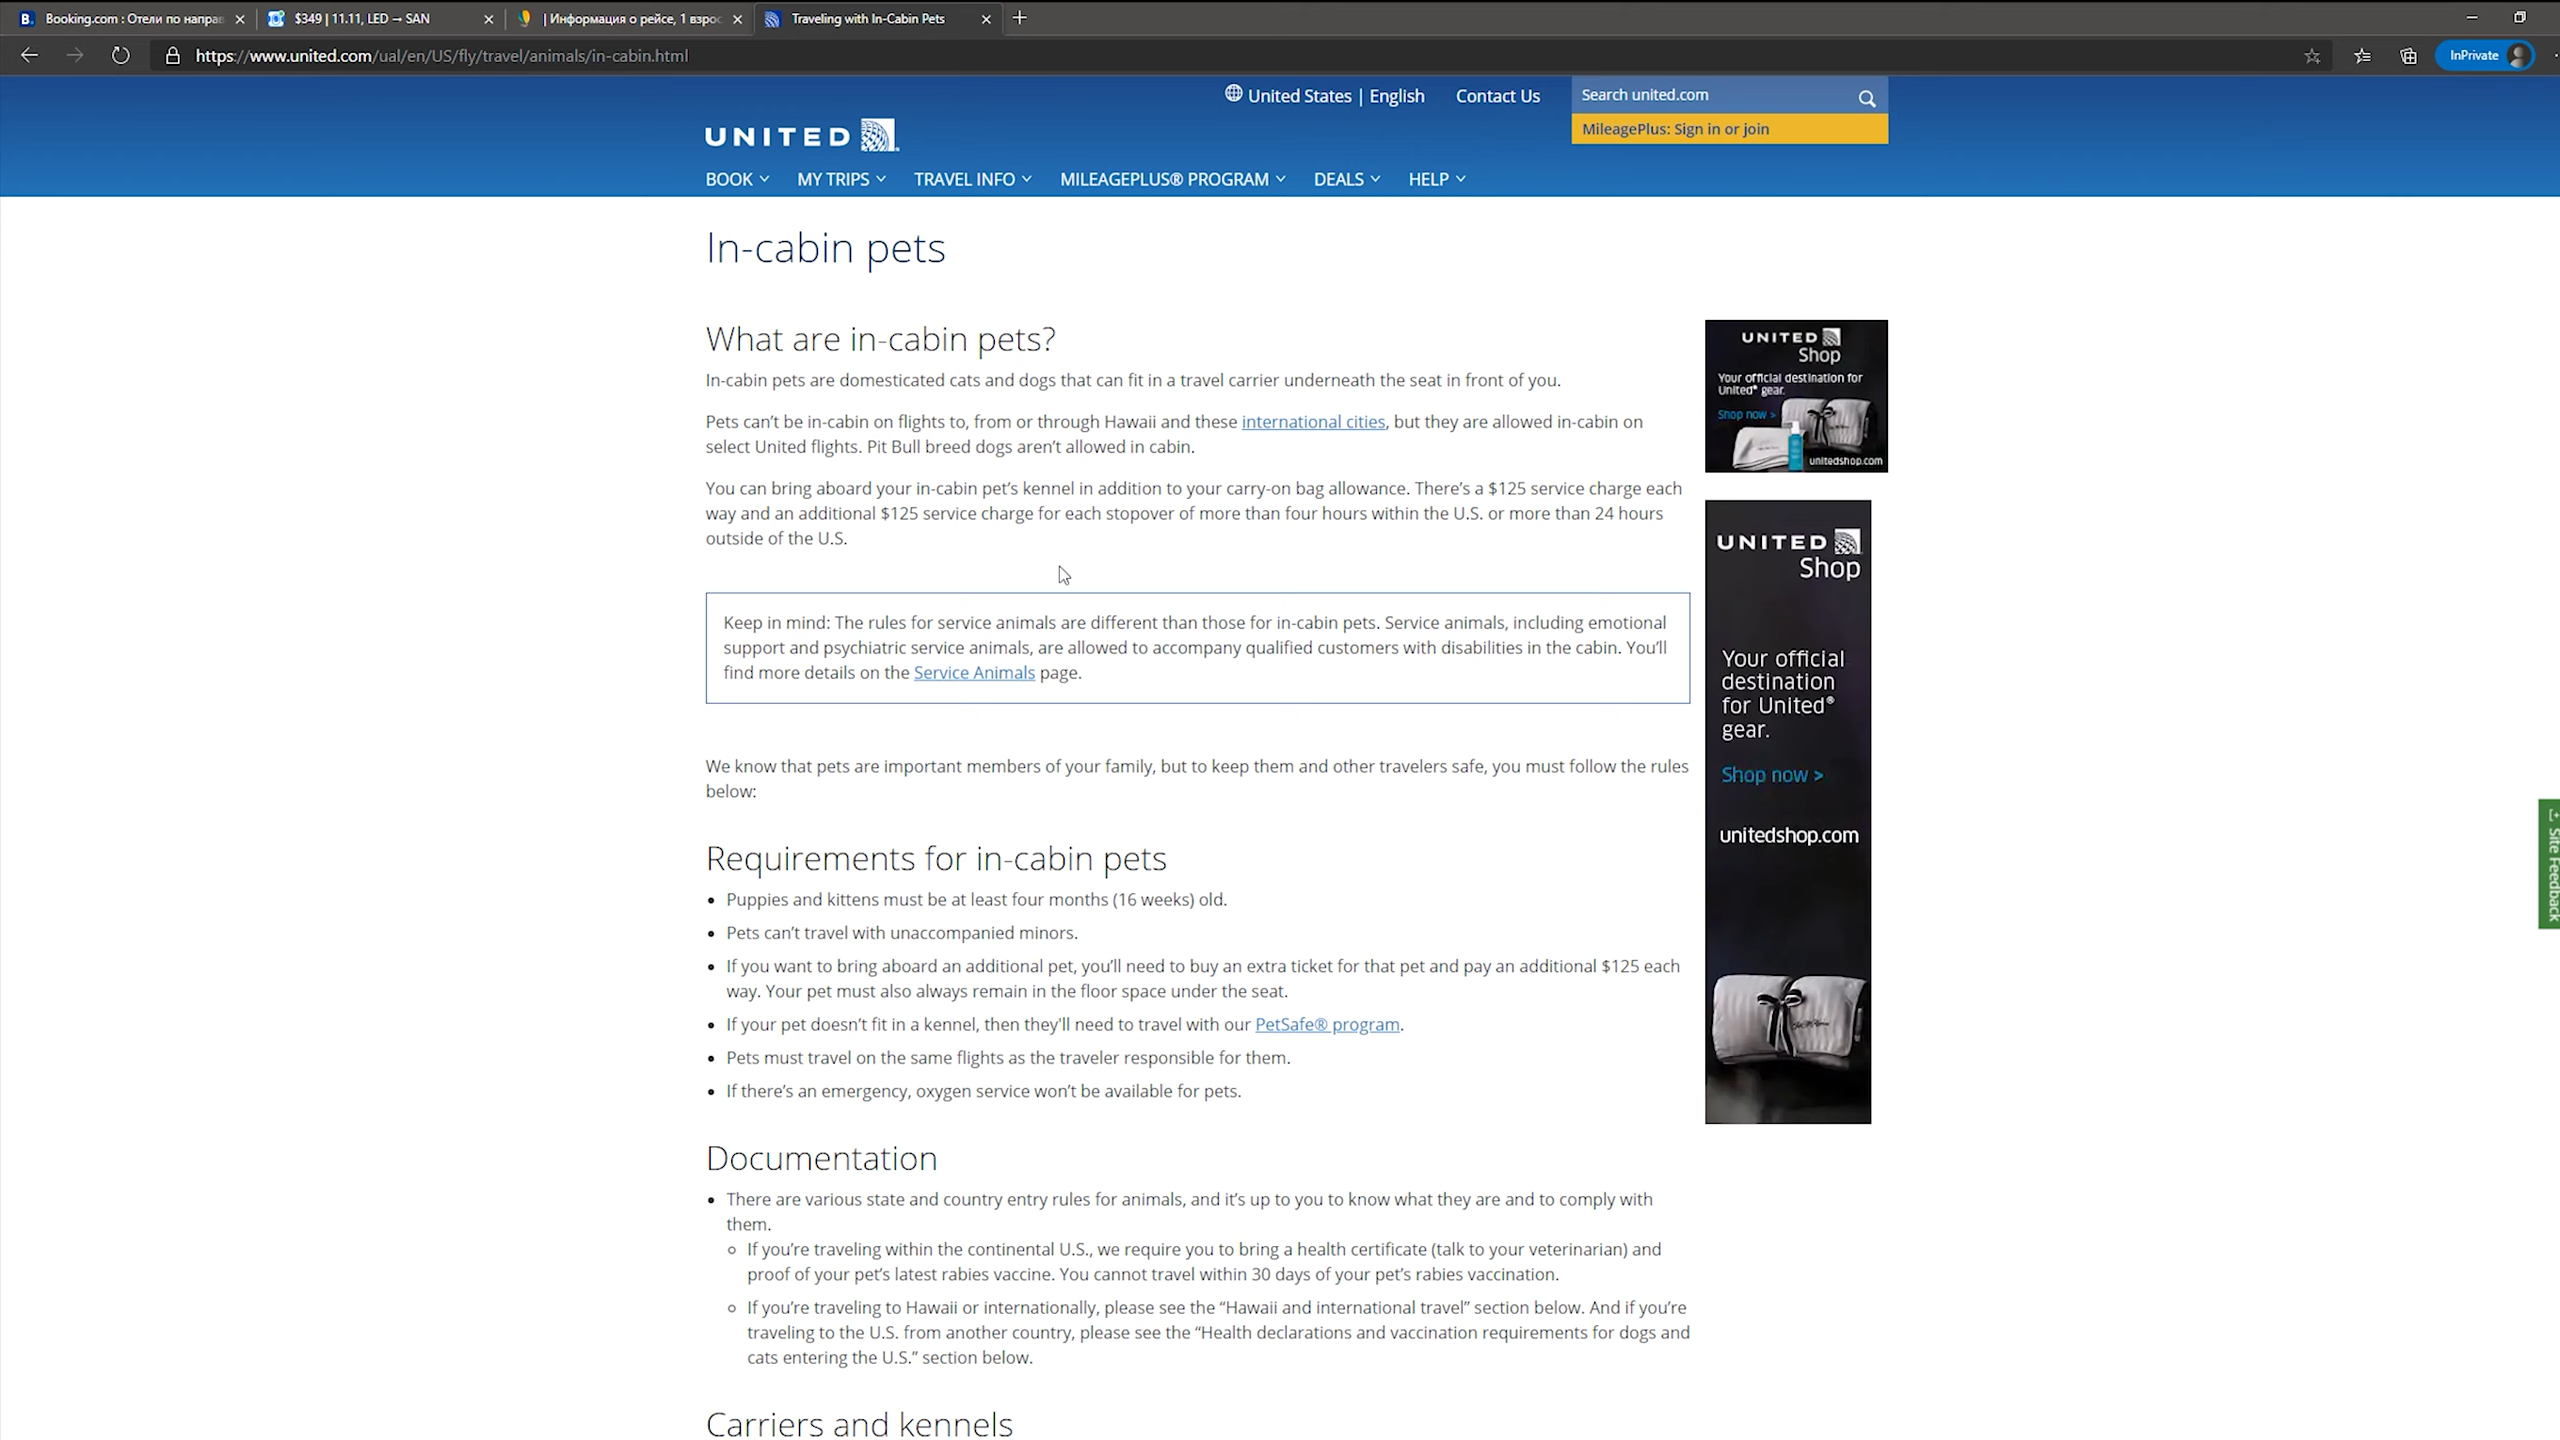 Booking.com : Отели по направ
$349 | 11.11, LED → SAN
| Информация о рейсе, 1 взрос
Traveling with In-Cabin Pets
https://www.united.com/ual/en/US/fly/travel/animals/in-cabin.html
InPrivate
United States | English
Contact Us
Search united.com
MileagePlus: Sign in or join
UNITED
BOOK
MY TRIPS
TRAVEL INFO
MILEAGEPLUS® PROGRAM
DEALS
HELP
In-cabin pets
What are in-cabin pets?
In-cabin pets are domesticated cats and dogs that can fit in a travel carrier underneath the seat in front of you.
Pets can’t be in-cabin on flights to, from or through Hawaii and these international cities, but they are allowed in-cabin on
select United flights. Pit Bull breed dogs aren’t allowed in cabin.
You can bring aboard your in-cabin pet’s kennel in addition to your carry-on bag allowance. There’s a $125 service charge each
way and an additional $125 service charge for each stopover of more than four hours within the U.S. or more than 24 hours
outside of the U.S.
Keep in mind: The rules for service animals are different than those for in-cabin pets. Service animals, including emotional
support and psychiatric service animals, are allowed to accompany qualified customers with disabilities in the cabin. You’ll
find more details on the Service Animals page.
We know that pets are important members of your family, but to keep them and other travelers safe, you must follow the rules
below:
Requirements for in-cabin pets
• Puppies and kittens must be at least four months (16 weeks) old.
• Pets can’t travel with unaccompanied minors.
• If you want to bring aboard an additional pet, you’ll need to buy an extra ticket for that pet and pay an additional $125 each
way. Your pet must also always remain in the floor space under the seat.
• If your pet doesn’t fit in a kennel, then they'll need to travel with our PetSafe® program.
• Pets must travel on the same flights as the traveler responsible for them.
• If there’s an emergency, oxygen service won’t be available for pets.
Documentation
• There are various state and country entry rules for animals, and it’s up to you to know what they are and to comply with
them.
○ If you’re traveling within the continental U.S., we require you to bring a health certificate (talk to your veterinarian) and
proof of your pet’s latest rabies vaccine. You cannot travel within 30 days of your pet’s rabies vaccination.
○ If you’re traveling to Hawaii or internationally, please see the “Hawaii and international travel” section below. And if you’re
traveling to the U.S. from another country, please see the “Health declarations and vaccination requirements for dogs and
cats entering the U.S.” section below.
Carriers and kennels
UNITED
Shop
Your official destination for
United® gear.
Shop now >
unitedshop.com
UNITED
Shop
Your official
destination
for United®
gear.
Shop now >
unitedshop.com
[+] Site Feedback